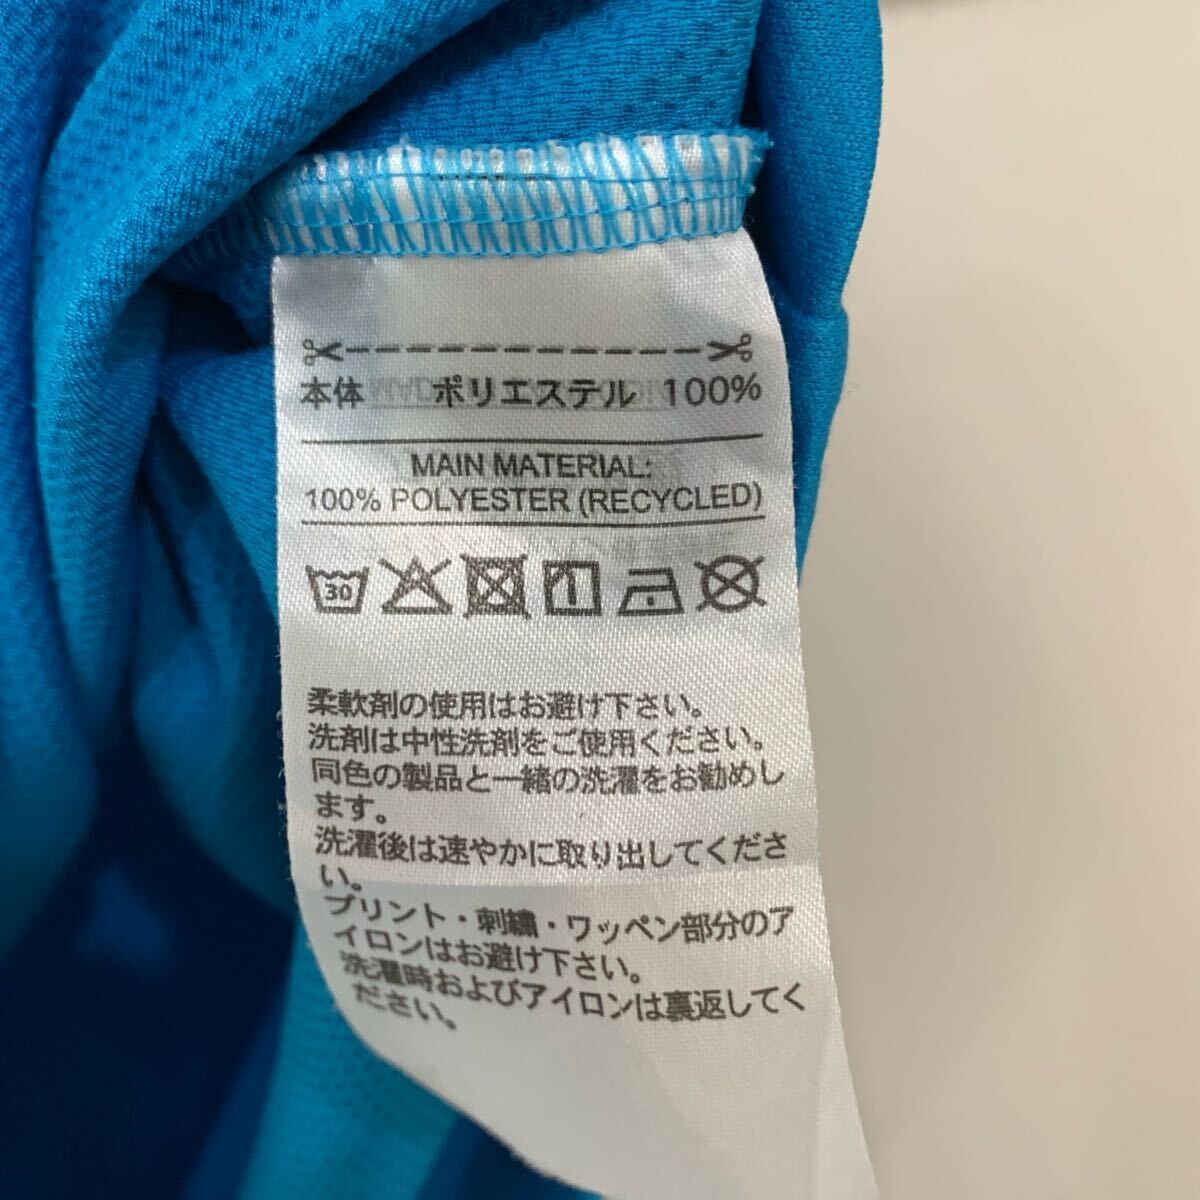 本体 ポリエステル 100%
MAIN MATERIAL:
100% POLYESTER (RECYCLED)
30
柔軟剤の使用はお避け下さい。
洗剤は中性洗剤をご使用ください。
同色の製品と一緒の洗濯をお勧めし
ます。
洗濯後は速やかに取り出してくださ
い。
プリント・刺繍・ワッペン部分のア
イロンはお避け下さい。
洗濯時およびアイロンは裏返してく
ださい。